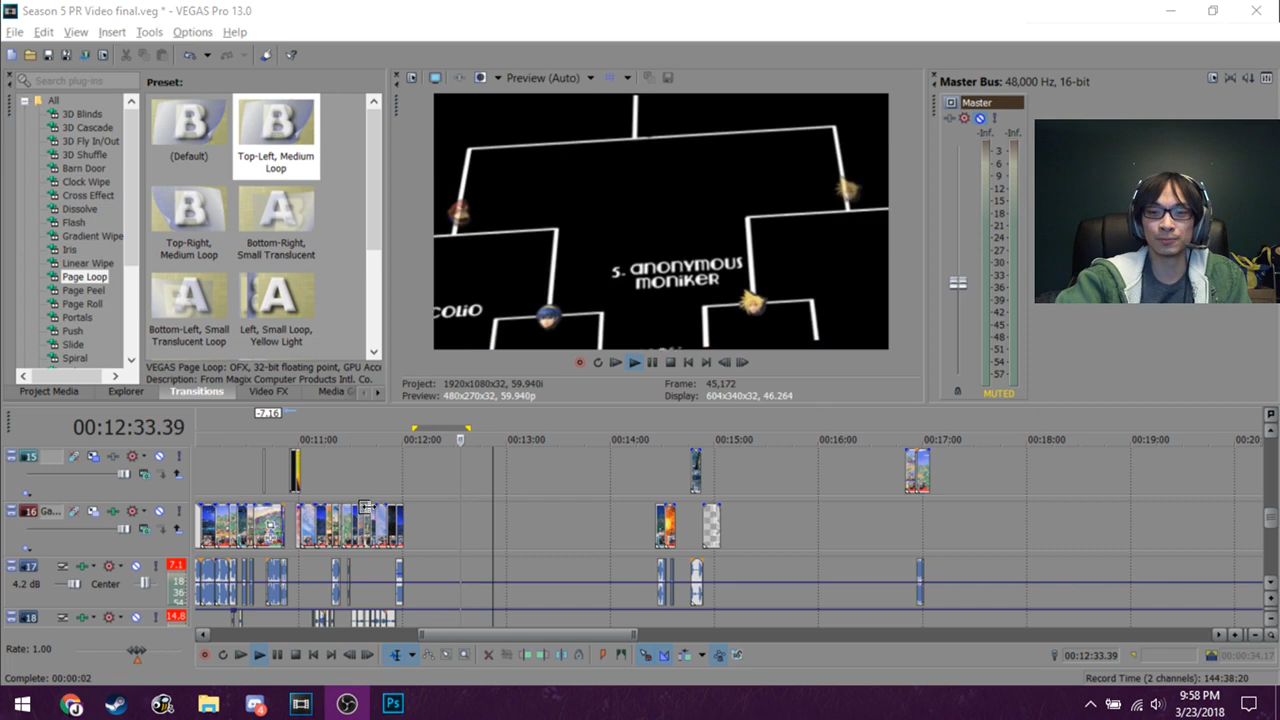 Season 5 PR Video final.veg * - VEGAS Pro 13.0
File Edit View Insert Tools Options Help
Search plug-ins
All
3D Blinds
3D Cascade
3D Fly In/Out
3D Shuffle
Barn Door
Clock Wipe
Cross Effect
Dissolve
Flash
Gradient Wipe
Iris
Linear Wipe
Page Loop
Page Peel
Page Roll
Portals
Push
Slide
Spiral
Preset:
(Default)
Top-Left, Medium
Loop
Top-Right,
Medium Loop
Bottom-Right,
Small Translucent
Bottom-Left, Small
Translucent Loop
Left, Small Loop,
Yellow Light
VEGAS Page Loop: OFX, 32-bit floating point, GPU Acce
Description: From Magix Computer Products Intl. Co.
Project Media Explorer Transitions Video FX Media G
Preview (Auto)
5. anonymous
moniker
colio
Project: 1920x1080x32, 59.940i
Preview: 480x270x32, 59.940p
Frame: 45,172
Display: 604x340x32, 46.264
Master Bus: 48,000 Hz, 16-bit
Master
-Inf. -Inf.
3
6
9
12
15
18
21
24
27
30
33
36
39
42
45
48
51
54
57
MUTED
00:12:33.39
-7.16
00:11:00 00:12:00 00:13:00 00:14:00 00:15:00 00:16:00 00:17:00 00:18:00 00:19:00 00:20
15
16 Ga...
17 7.1
4.2 dB Center
18
36
54
18 14.8
Rate: 1.00
00:12:33.39
00:00:34.17
Complete: 00:00:02
Record Time (2 channels): 144:38:20
4
Ps
9:58 PM
3/23/2018